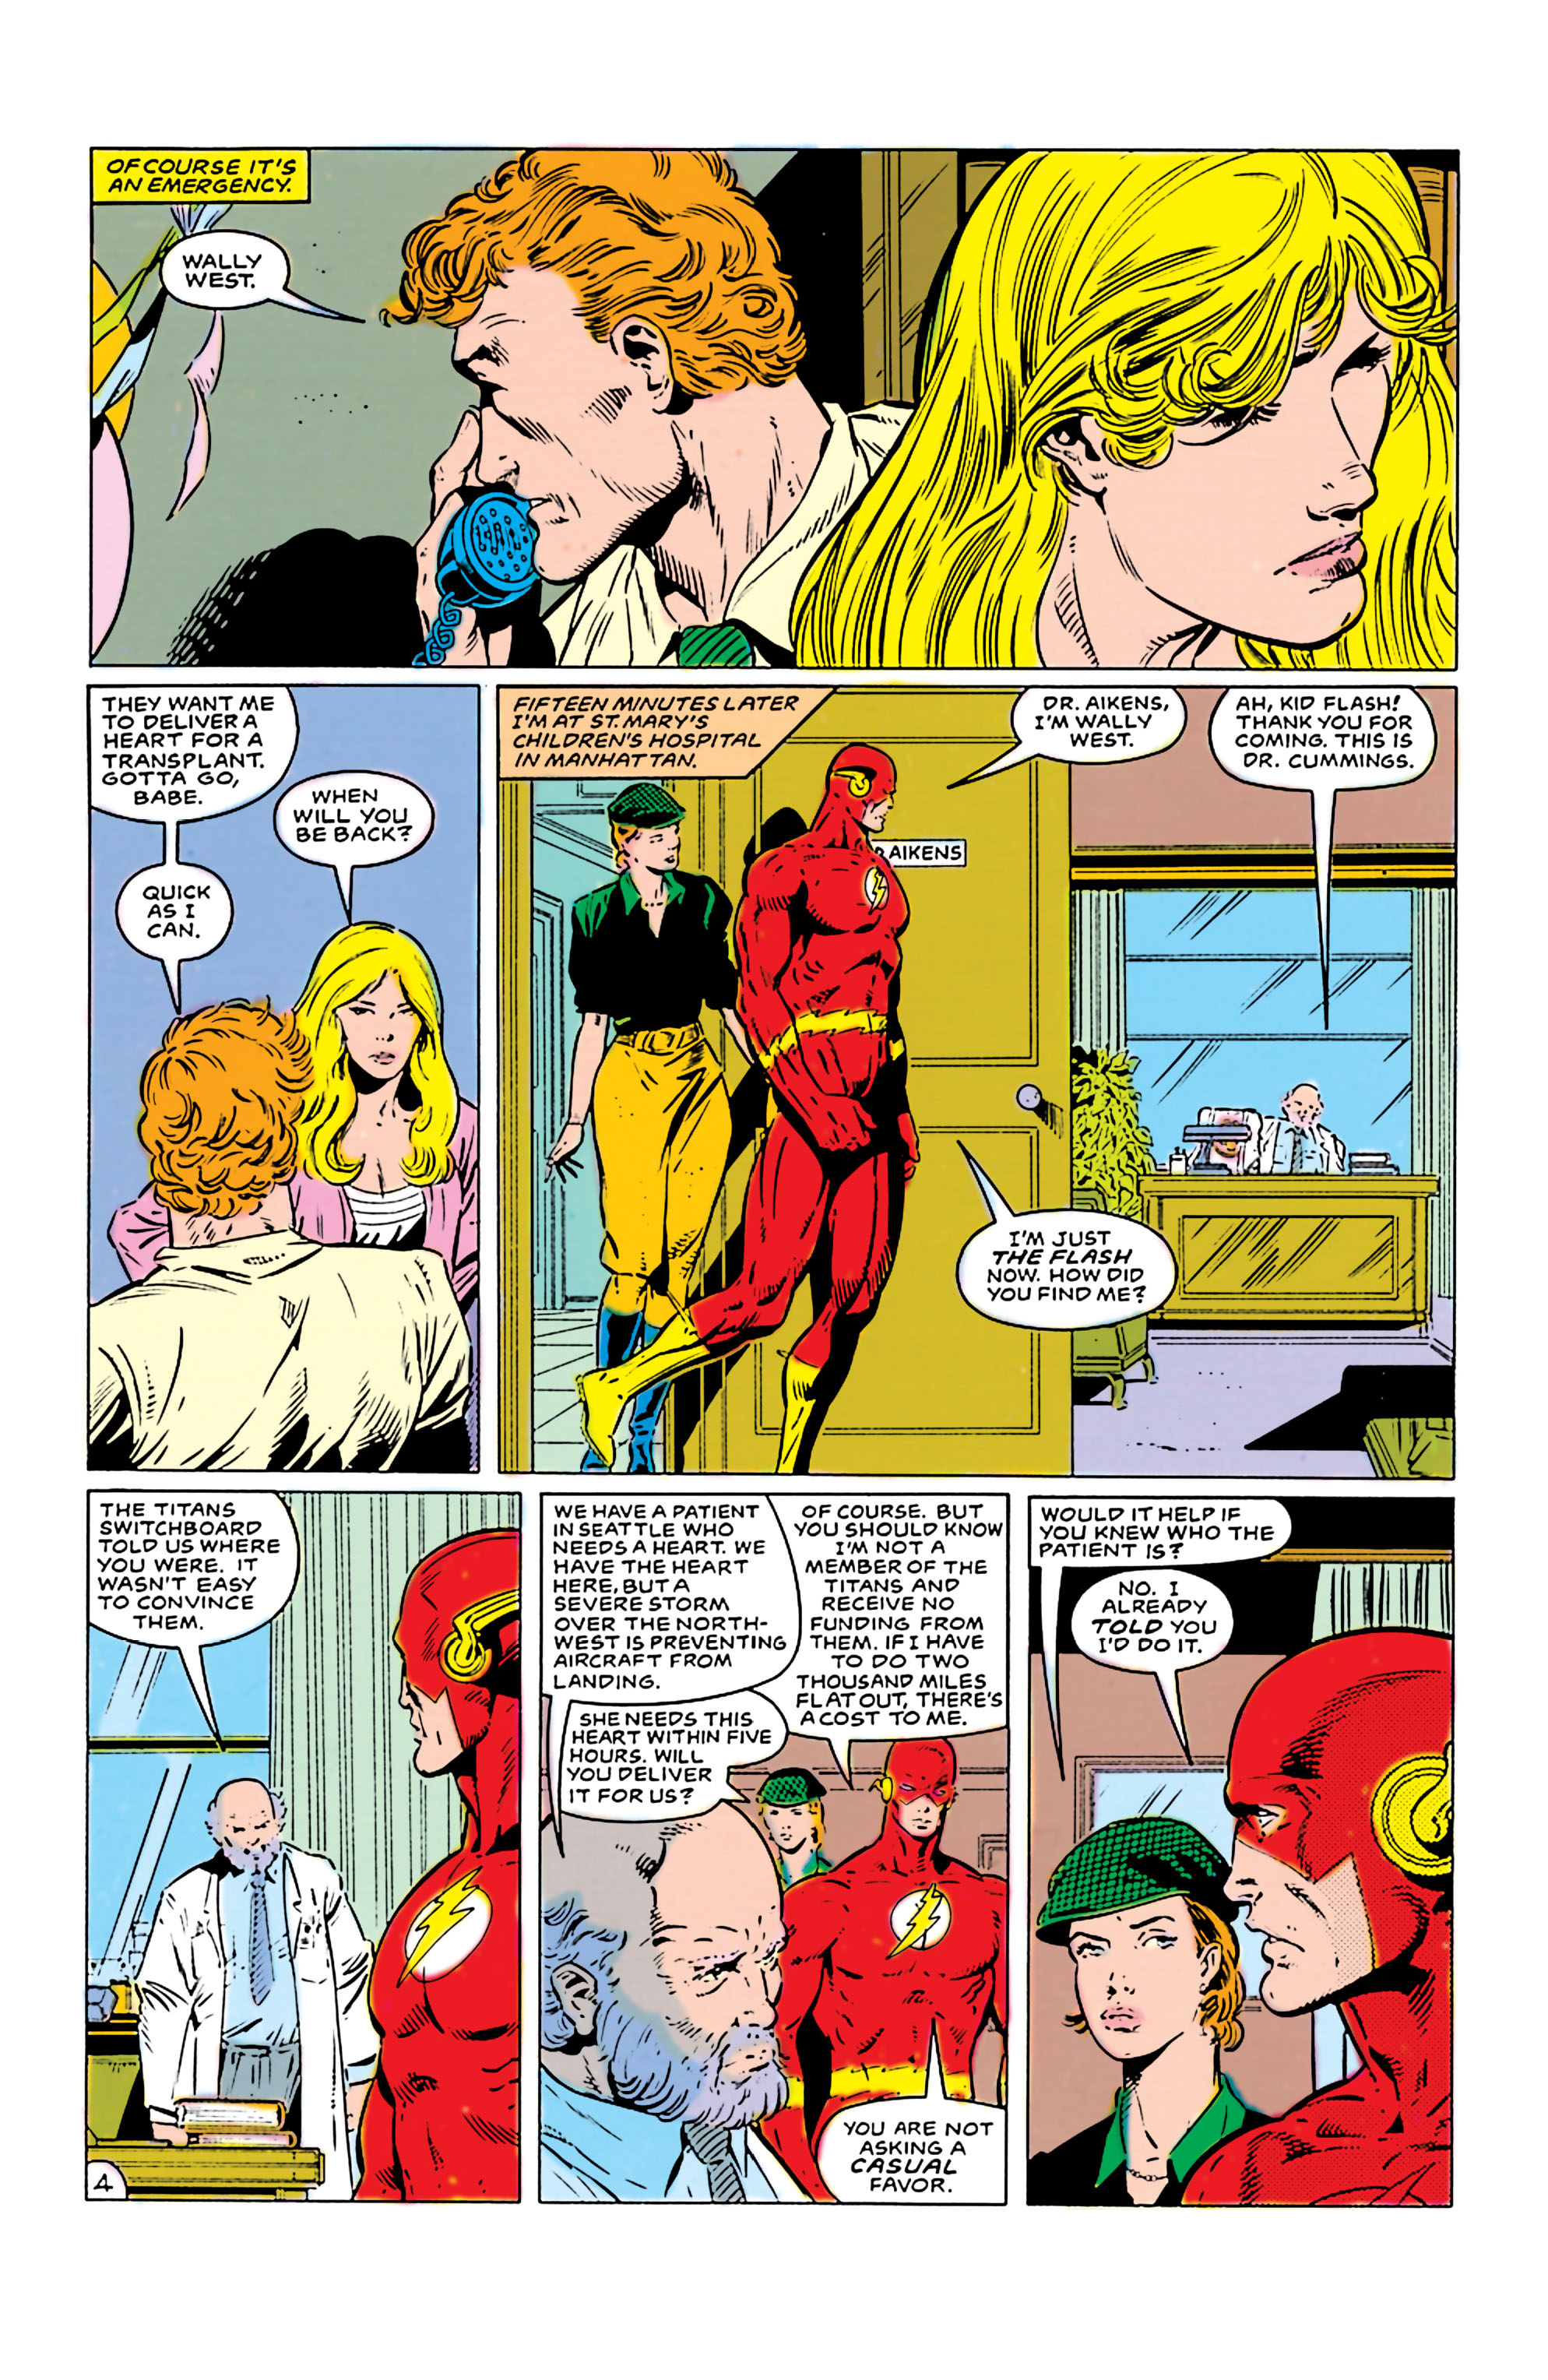 OF COURSE IT'S
AN EMERGENCY.
WALLY
WEST.
THEY WANT ME
TO DELIVER A
HEART FOR A
TRANSPLANT.
GOTTA GO,
BABE.
WHEN
WILL YOU
BE BACK?
QUICK
AS I
CAN.
FIFTEEN MINUTES LATER
I'M AT ST. MARY'S
CHILDREN'S HOSPITAL
IN MANHATTAN.
DR. AIKENS,
I'M WALLY
WEST.
AH, KID FLASH!
THANK YOU FOR
COMING. THIS IS
DR. CUMMINGS.
AIKENS
I'M JUST
THE FLASH
NOW. HOW DID
YOU FIND ME?
THE TITANS
SWITCHBOARD
TOLD US WHERE
YOU WERE. IT
WASN'T EASY
TO CONVINCE
THEM.
WE HAVE A PATIENT
IN SEATTLE WHO
NEEDS A HEART. WE
HAVE THE HEART
HERE, BUT A
SEVERE STORM
OVER THE NORTH-
WEST IS PREVENTING
AIRCRAFT FROM
LANDING.
SHE NEEDS THIS
HEART WITHIN FIVE
HOURS. WILL
YOU DELIVER
IT FOR US?
OF COURSE. BUT
YOU SHOULD KNOW
I'M NOT A
MEMBER OF THE
TITANS AND
RECEIVE NO
FUNDING FROM
THEM. IF I HAVE
TO DO TWO
THOUSAND MILES
FLAT OUT, THERE'S
A COST TO ME.
YOU ARE NOT
ASKING A
CASUAL
FAVOR.
WOULD IT HELP IF
YOU KNEW WHO THE
PATIENT IS?
NO. I
ALREADY
TOLD YOU
I'D DO IT.
4